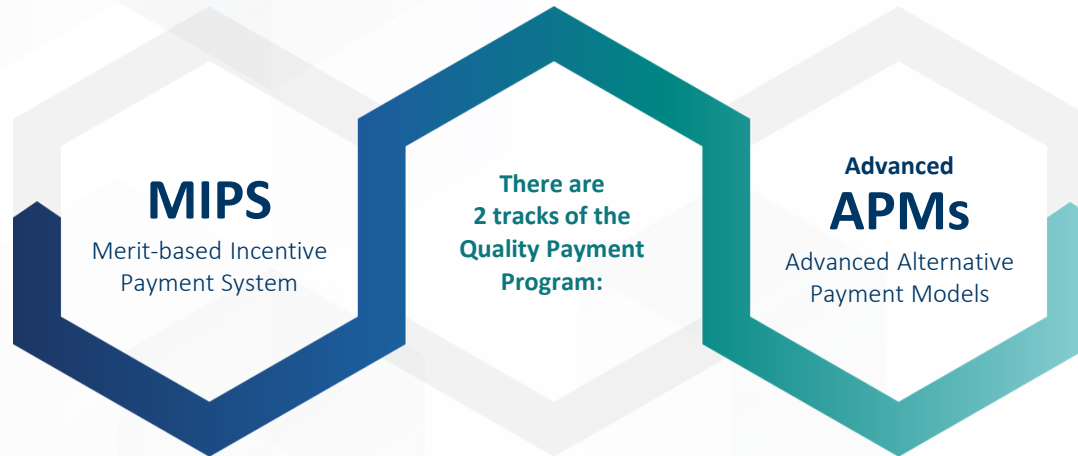 MIPS
Merit-based Incentive
Payment System
There are
2 tracks of the
Quality Payment
Program:
Advanced
APMs
Advanced Alternative
Payment Models